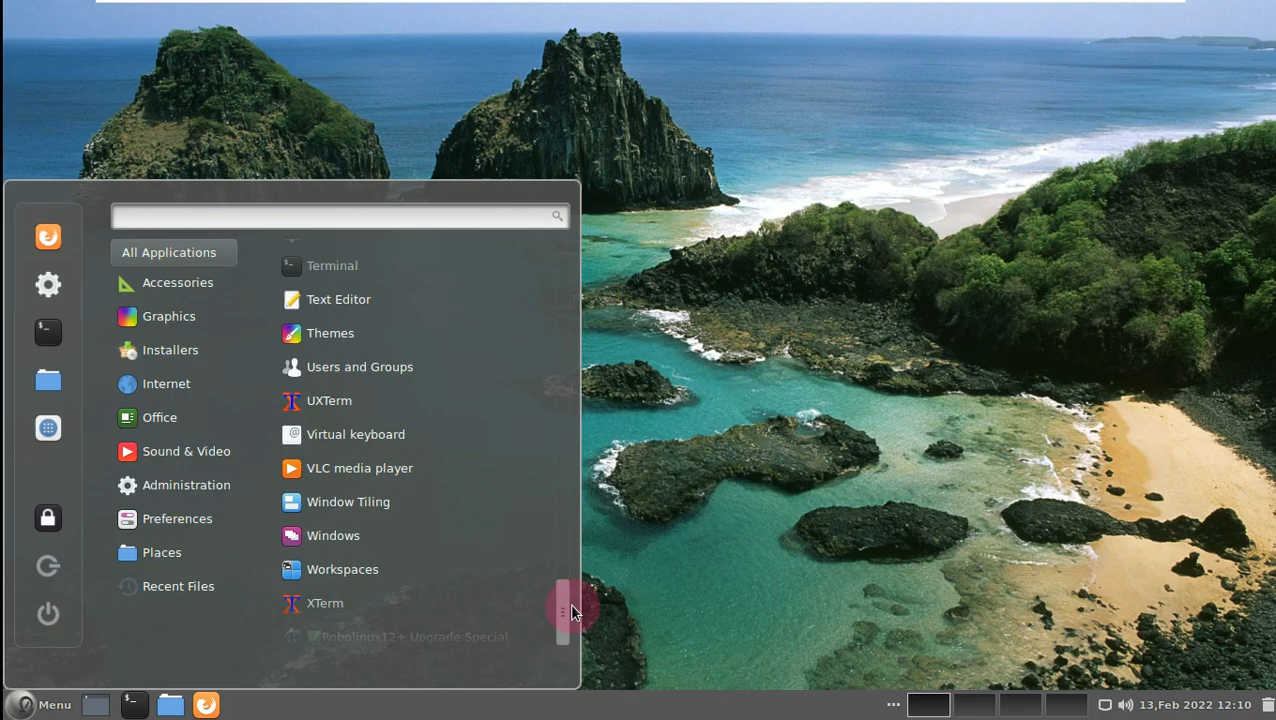 All Applications
Accessories
Graphics
Installers
Internet
Office
Sound & Video
Administration
Preferences
Places
Recent Files
Terminal
Text Editor
Themes
Users and Groups
UXTerm
Virtual keyboard
VLC media player
Window Tiling
Windows
Workspaces
XTerm
Robolinux12+ Upgrade Special
Menu
13,Feb 2022 12:10